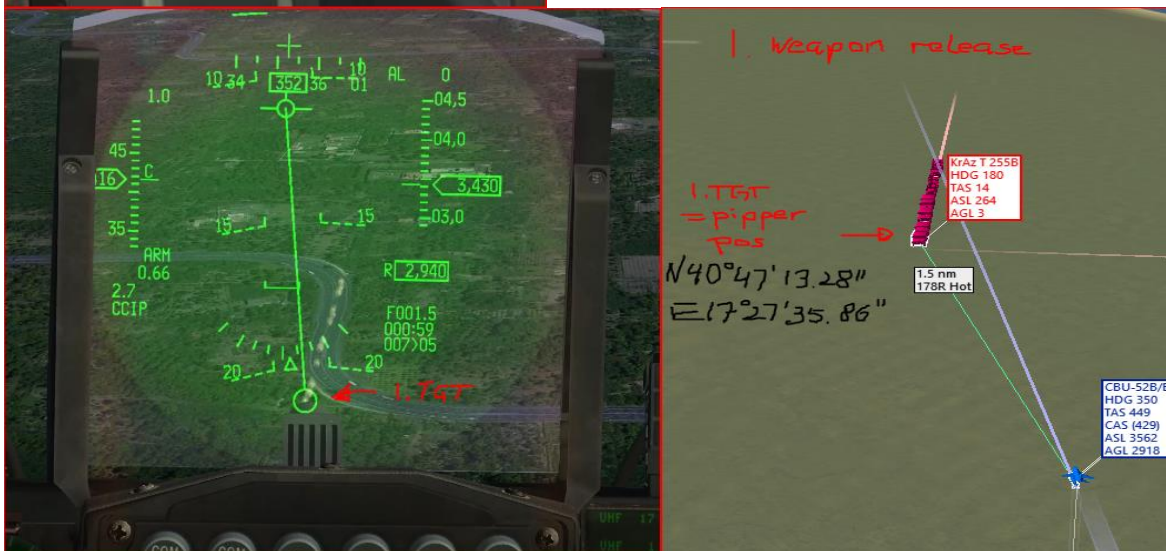 10 34 352 36 10 01 AL 0
1.0
04,5
04,0
45
16 C
3,430
15 15
35
03,0
ARM
0.66
R 2,940
2.7
CCIP
F001.5
000:59
007>05
20 20
1.TGT
UHF 17
UHF 1
1. weapon release
KrAz T 255B
HDG 180
TAS 14
ASL 264
AGL 3
1.TGT
=pipper
pos
N40°47'13.28"
E17°27'35.86"
1.5 nm
178R Hot
CBU-52B/B
HDG 350
TAS 449
CAS (429)
ASL 3562
AGL 2918